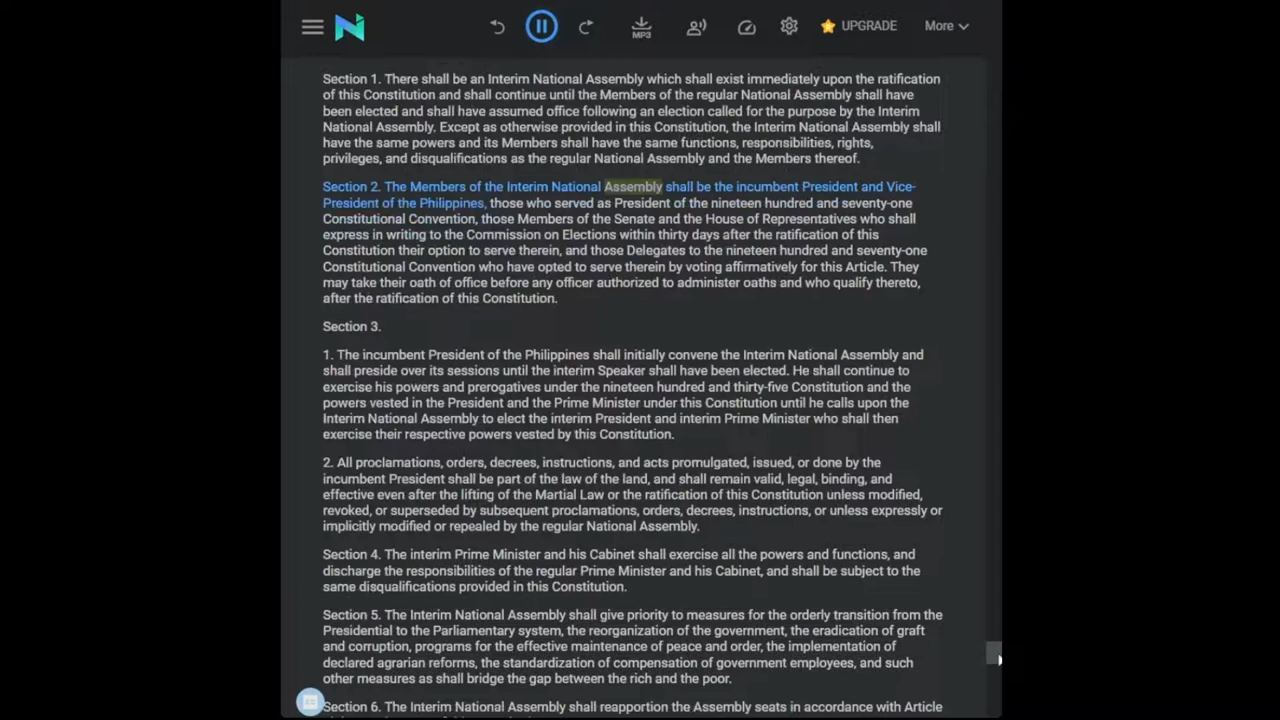 MP3
UPGRADE
More
Section 1. There shall be an Interim National Assembly which shall exist immediately upon the ratification
of this Constitution and shall continue until the Members of the regular National Assembly shall have
been elected and shall have assumed office following an election called for the purpose by the Interim
National Assembly. Except as otherwise provided in this Constitution, the Interim National Assembly shall
have the same powers and its Members shall have the same functions, responsibilities, rights,
privileges, and disqualifications as the regular National Assembly and the Members thereof.
Section 2. The Members of the Interim National Assembly shall be the incumbent President and Vice-
President of the Philippines, those who served as President of the nineteen hundred and seventy-one
Constitutional Convention, those Members of the Senate and the House of Representatives who shall
express in writing to the Commission on Elections within thirty days after the ratification of this
Constitution their option to serve therein, and those Delegates to the nineteen hundred and seventy-one
Constitutional Convention who have opted to serve therein by voting affirmatively for this Article. They
may take their oath of office before any officer authorized to administer oaths and who qualify thereto,
after the ratification of this Constitution.
Section 3.
1. The incumbent President of the Philippines shall initially convene the Interim National Assembly and
shall preside over its sessions until the interim Speaker shall have been elected. He shall continue to
exercise his powers and prerogatives under the nineteen hundred and thirty-five Constitution and the
powers vested in the President and the Prime Minister under this Constitution until he calls upon the
Interim National Assembly to elect the interim President and interim Prime Minister who shall then
exercise their respective powers vested by this Constitution.
2. All proclamations, orders, decrees, instructions, and acts promulgated, issued, or done by the
incumbent President shall be part of the law of the land, and shall remain valid, legal, binding, and
effective even after the lifting of the Martial Law or the ratification of this Constitution unless modified,
revoked, or superseded by subsequent proclamations, orders, decrees, instructions, or unless expressly or
implicitly modified or repealed by the regular National Assembly.
Section 4. The interim Prime Minister and his Cabinet shall exercise all the powers and functions, and
discharge the responsibilities of the regular Prime Minister and his Cabinet, and shall be subject to the
same disqualifications provided in this Constitution.
Section 5. The Interim National Assembly shall give priority to measures for the orderly transition from the
Presidential to the Parliamentary system, the reorganization of the government, the eradication of graft
and corruption, programs for the effective maintenance of peace and order, the implementation of
declared agrarian reforms, the standardization of compensation of government employees, and such
other measures as shall bridge the gap between the rich and the poor.
Section 6. The Interim National Assembly shall reapportion the Assembly seats in accordance with Article